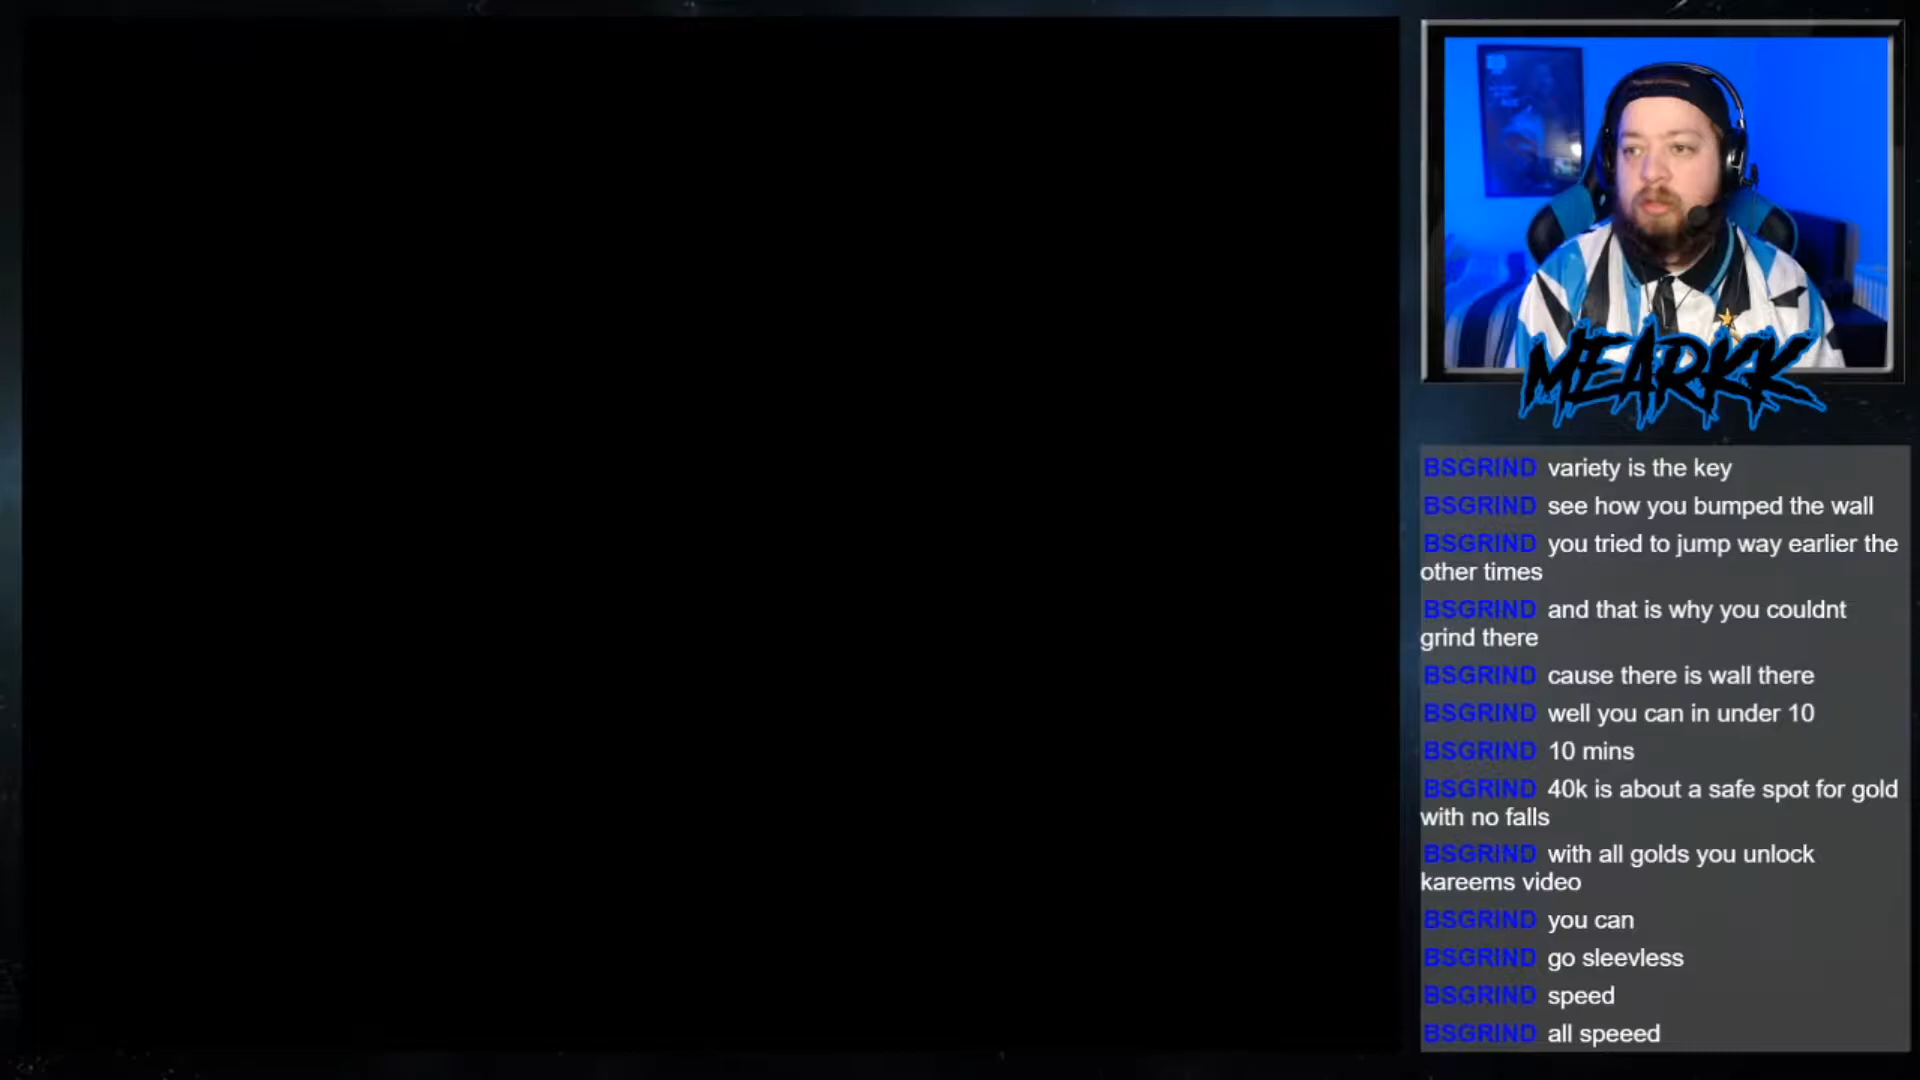 MEARKK
BSGRIND variety is the key
BSGRIND see how you bumped the wall
BSGRIND you tried to jump way earlier the
other times
BSGRIND and that is why you couldnt
grind there
BSGRIND cause there is wall there
BSGRIND well you can in under 10
BSGRIND 10 mins
BSGRIND 40k is about a safe spot for gold
with no falls
BSGRIND with all golds you unlock
kareems video
BSGRIND you can
BSGRIND go sleevless
BSGRIND speed
BSGRIND all speeed